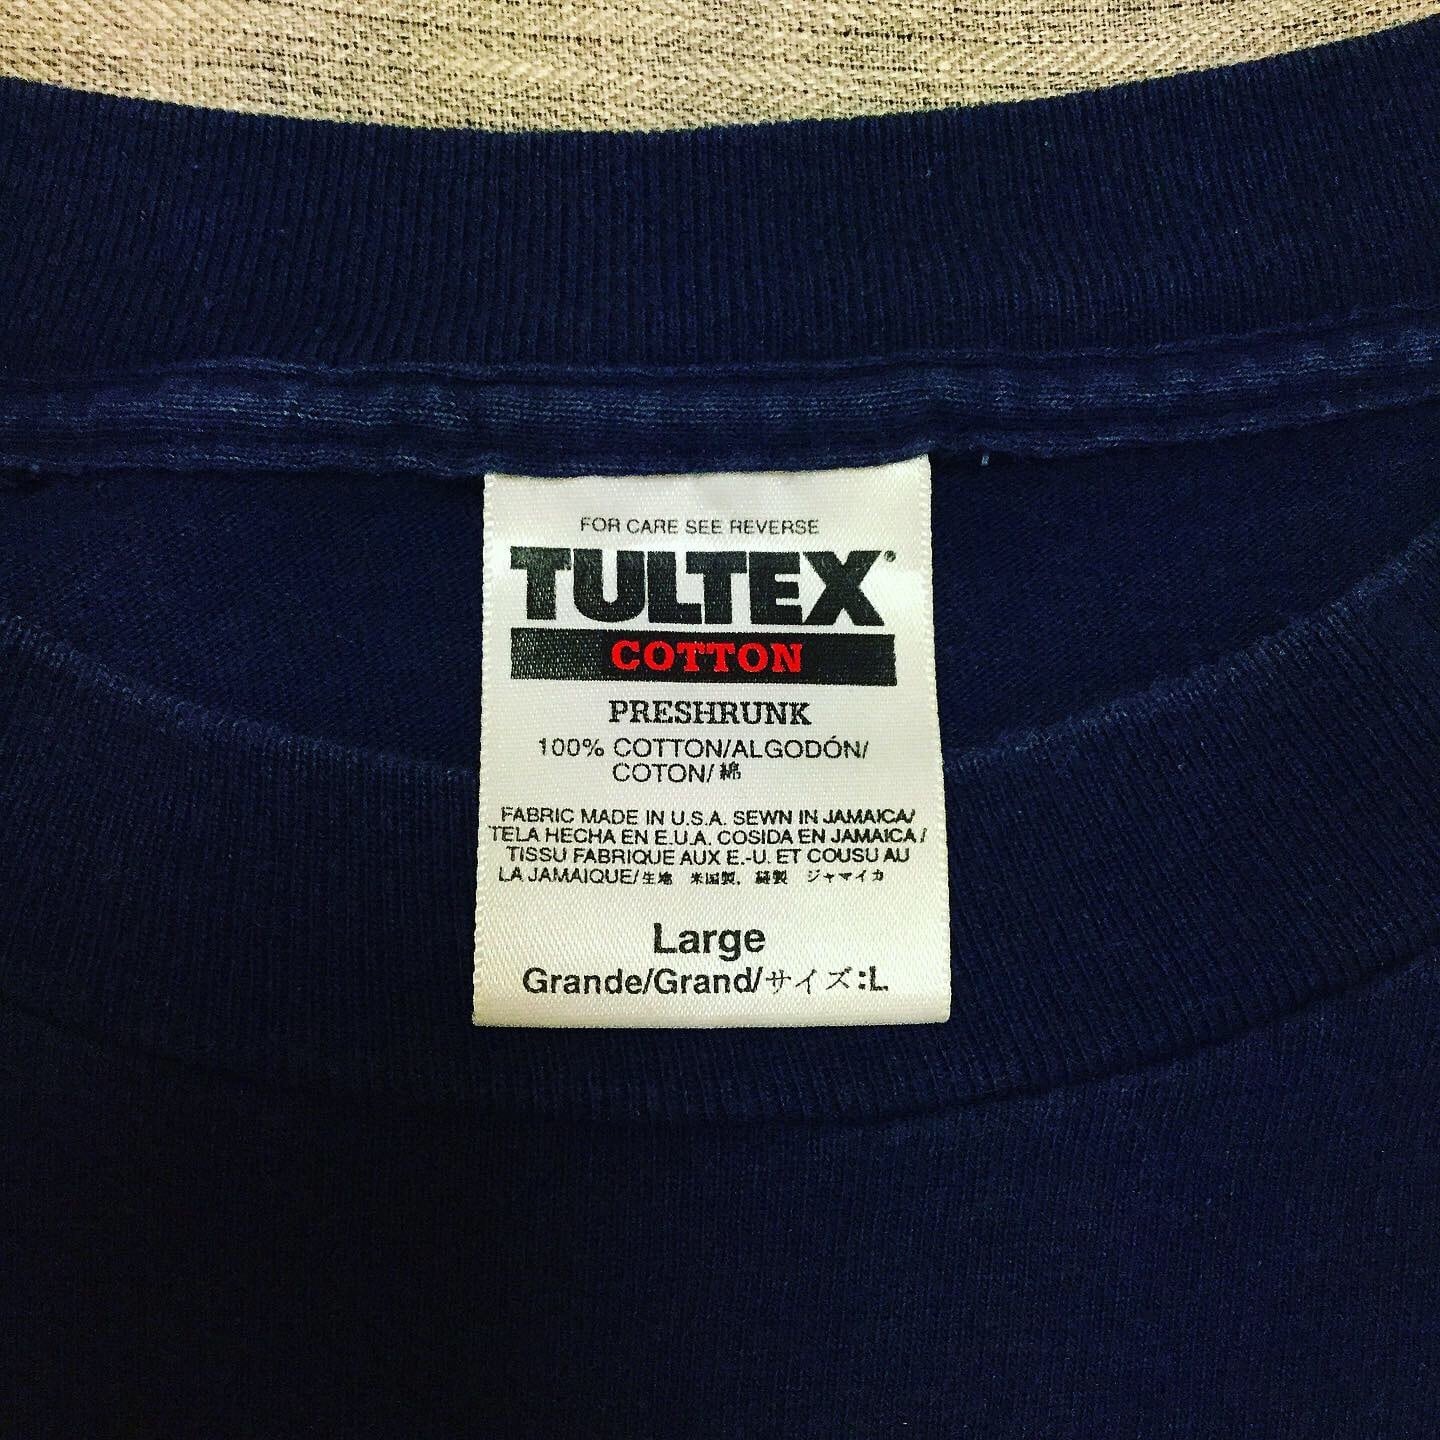 FOR CARE SEE REVERSE
TULTEX®
COTTON
PRESHRUNK
100% COTTON/ALGODÓN/
COTON/綿
FABRIC MADE IN U.S.A. SEWN IN JAMAICA/
TELA HECHA EN E.U.A. COSIDA EN JAMAICA/
TISSU FABRIQUE AUX E.-U. ET COUSU AU
LA JAMAIQUE/生地 米国製, 縫製 ジャマイカ
Large
Grande/Grand/サイズ:L